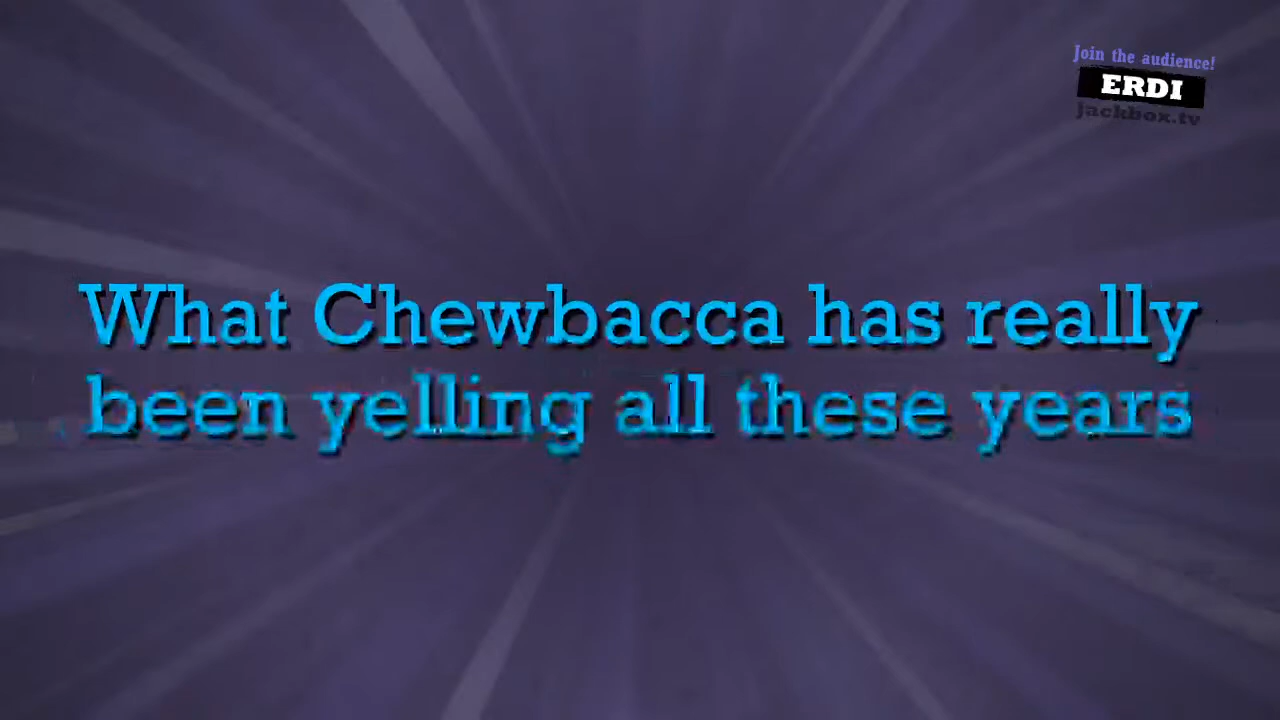 Join the audience!
ERDI
jackbox.tv
What Chewbacca has really
been yelling all these years